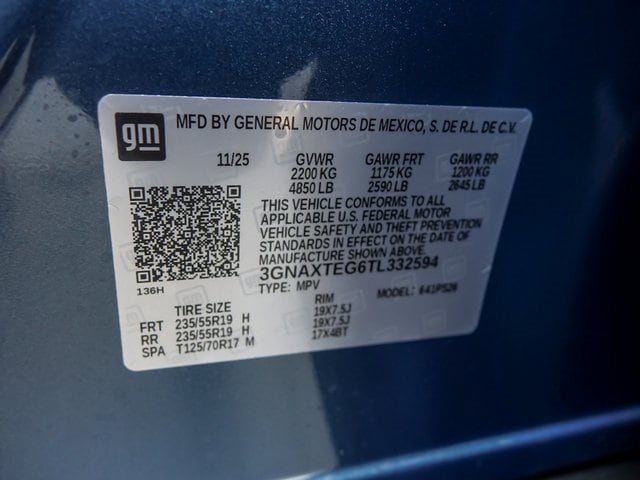 gm MFD BY GENERAL MOTORS DE MEXICO, S. DE R.L. DE C.V.
11/25 GVWR GAWR FRT GAWR RR
2200 KG 1175 KG 1200 KG
4850 LB 2590 LB 2645 LB
THIS VEHICLE CONFORMS TO ALL
APPLICABLE U.S. FEDERAL MOTOR
VEHICLE SAFETY AND THEFT PREVENTION
STANDARDS IN EFFECT ON THE DATE OF
MANUFACTURE SHOWN ABOVE.
3GNAXTEG6TL332594
136H TYPE: MPV MODEL: 641PS26
TIRE SIZE RIM
FRT 235/55R19 H 19X7.5J
RR 235/55R19 H 19X7.5J
SPA T125/70R17 M 17X4BT